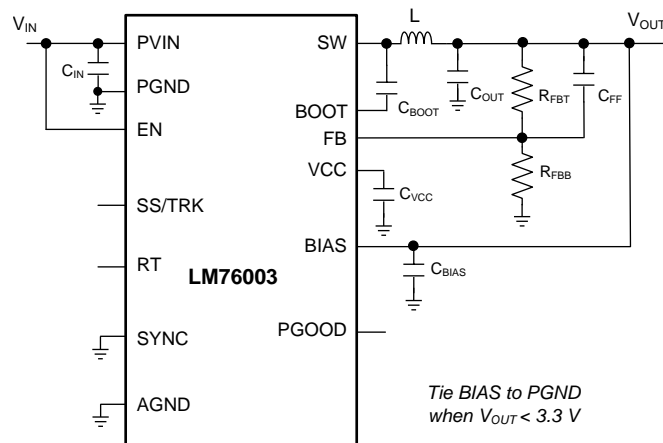 VIN
PVIN
CIN
PGND
EN
SS/TRK
RT
LM76003
SYNC
AGND
SW
L
VOUT
BOOT
CBOOT
COUT
RFBT
CFF
FB
VCC
CVCC
RFBB
BIAS
CBIAS
PGOOD
Tie BIAS to PGND
when VOUT < 3.3 V